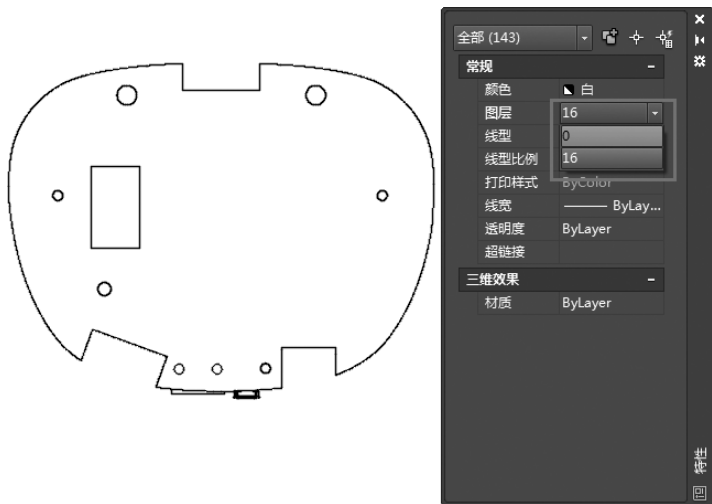 全部 (143)
常规
颜色 白
图层 16
线型 0
线型比例 16
打印样式 ByColor
线宽 ByLay...
透明度 ByLayer
超链接
三维效果
材质 ByLayer
特性